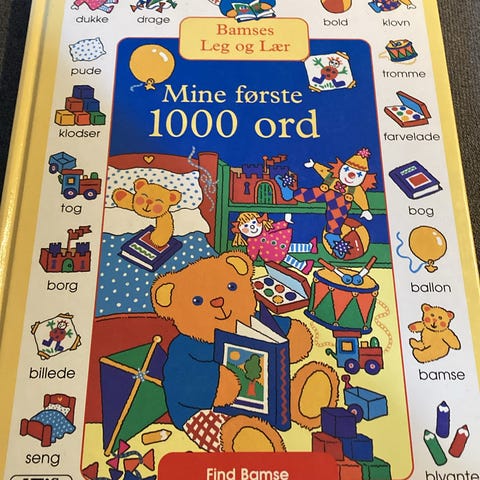 dukke
drage
bold
klovn
Bamses
Leg og Lær
pude
tromme
Mine første
1000 ord
klodser
farvelade
tog
bog
borg
ballon
billede
bamse
seng
blyanter
Find Bamse